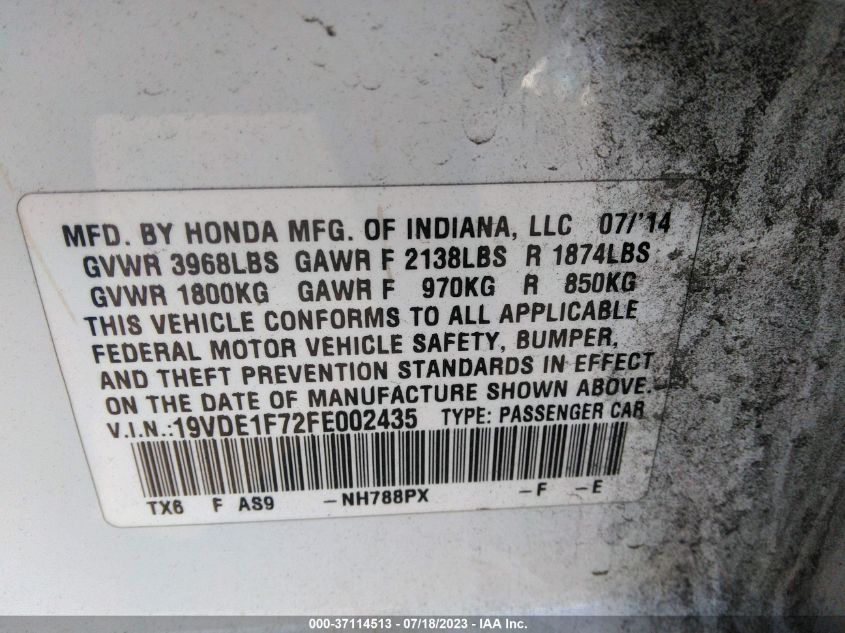 MFD. BY HONDA MFG. OF INDIANA, LLC 07/'14
GVWR 3968LBS GAWR F 2138LBS R 1874LBS
GVWR 1800KG GAWR F 970KG R 850KG
THIS VEHICLE CONFORMS TO ALL APPLICABLE
FEDERAL MOTOR VEHICLE SAFETY, BUMPER,
AND THEFT PREVENTION STANDARDS IN EFFECT
ON THE DATE OF MANUFACTURE SHOWN ABOVE.
V.I.N.:19VDE1F72FE002435 TYPE: PASSENGER CAR
TX6 F AS9 -NH788PX -F -E
000-37114513 - 07/18/2023 - IAA Inc.